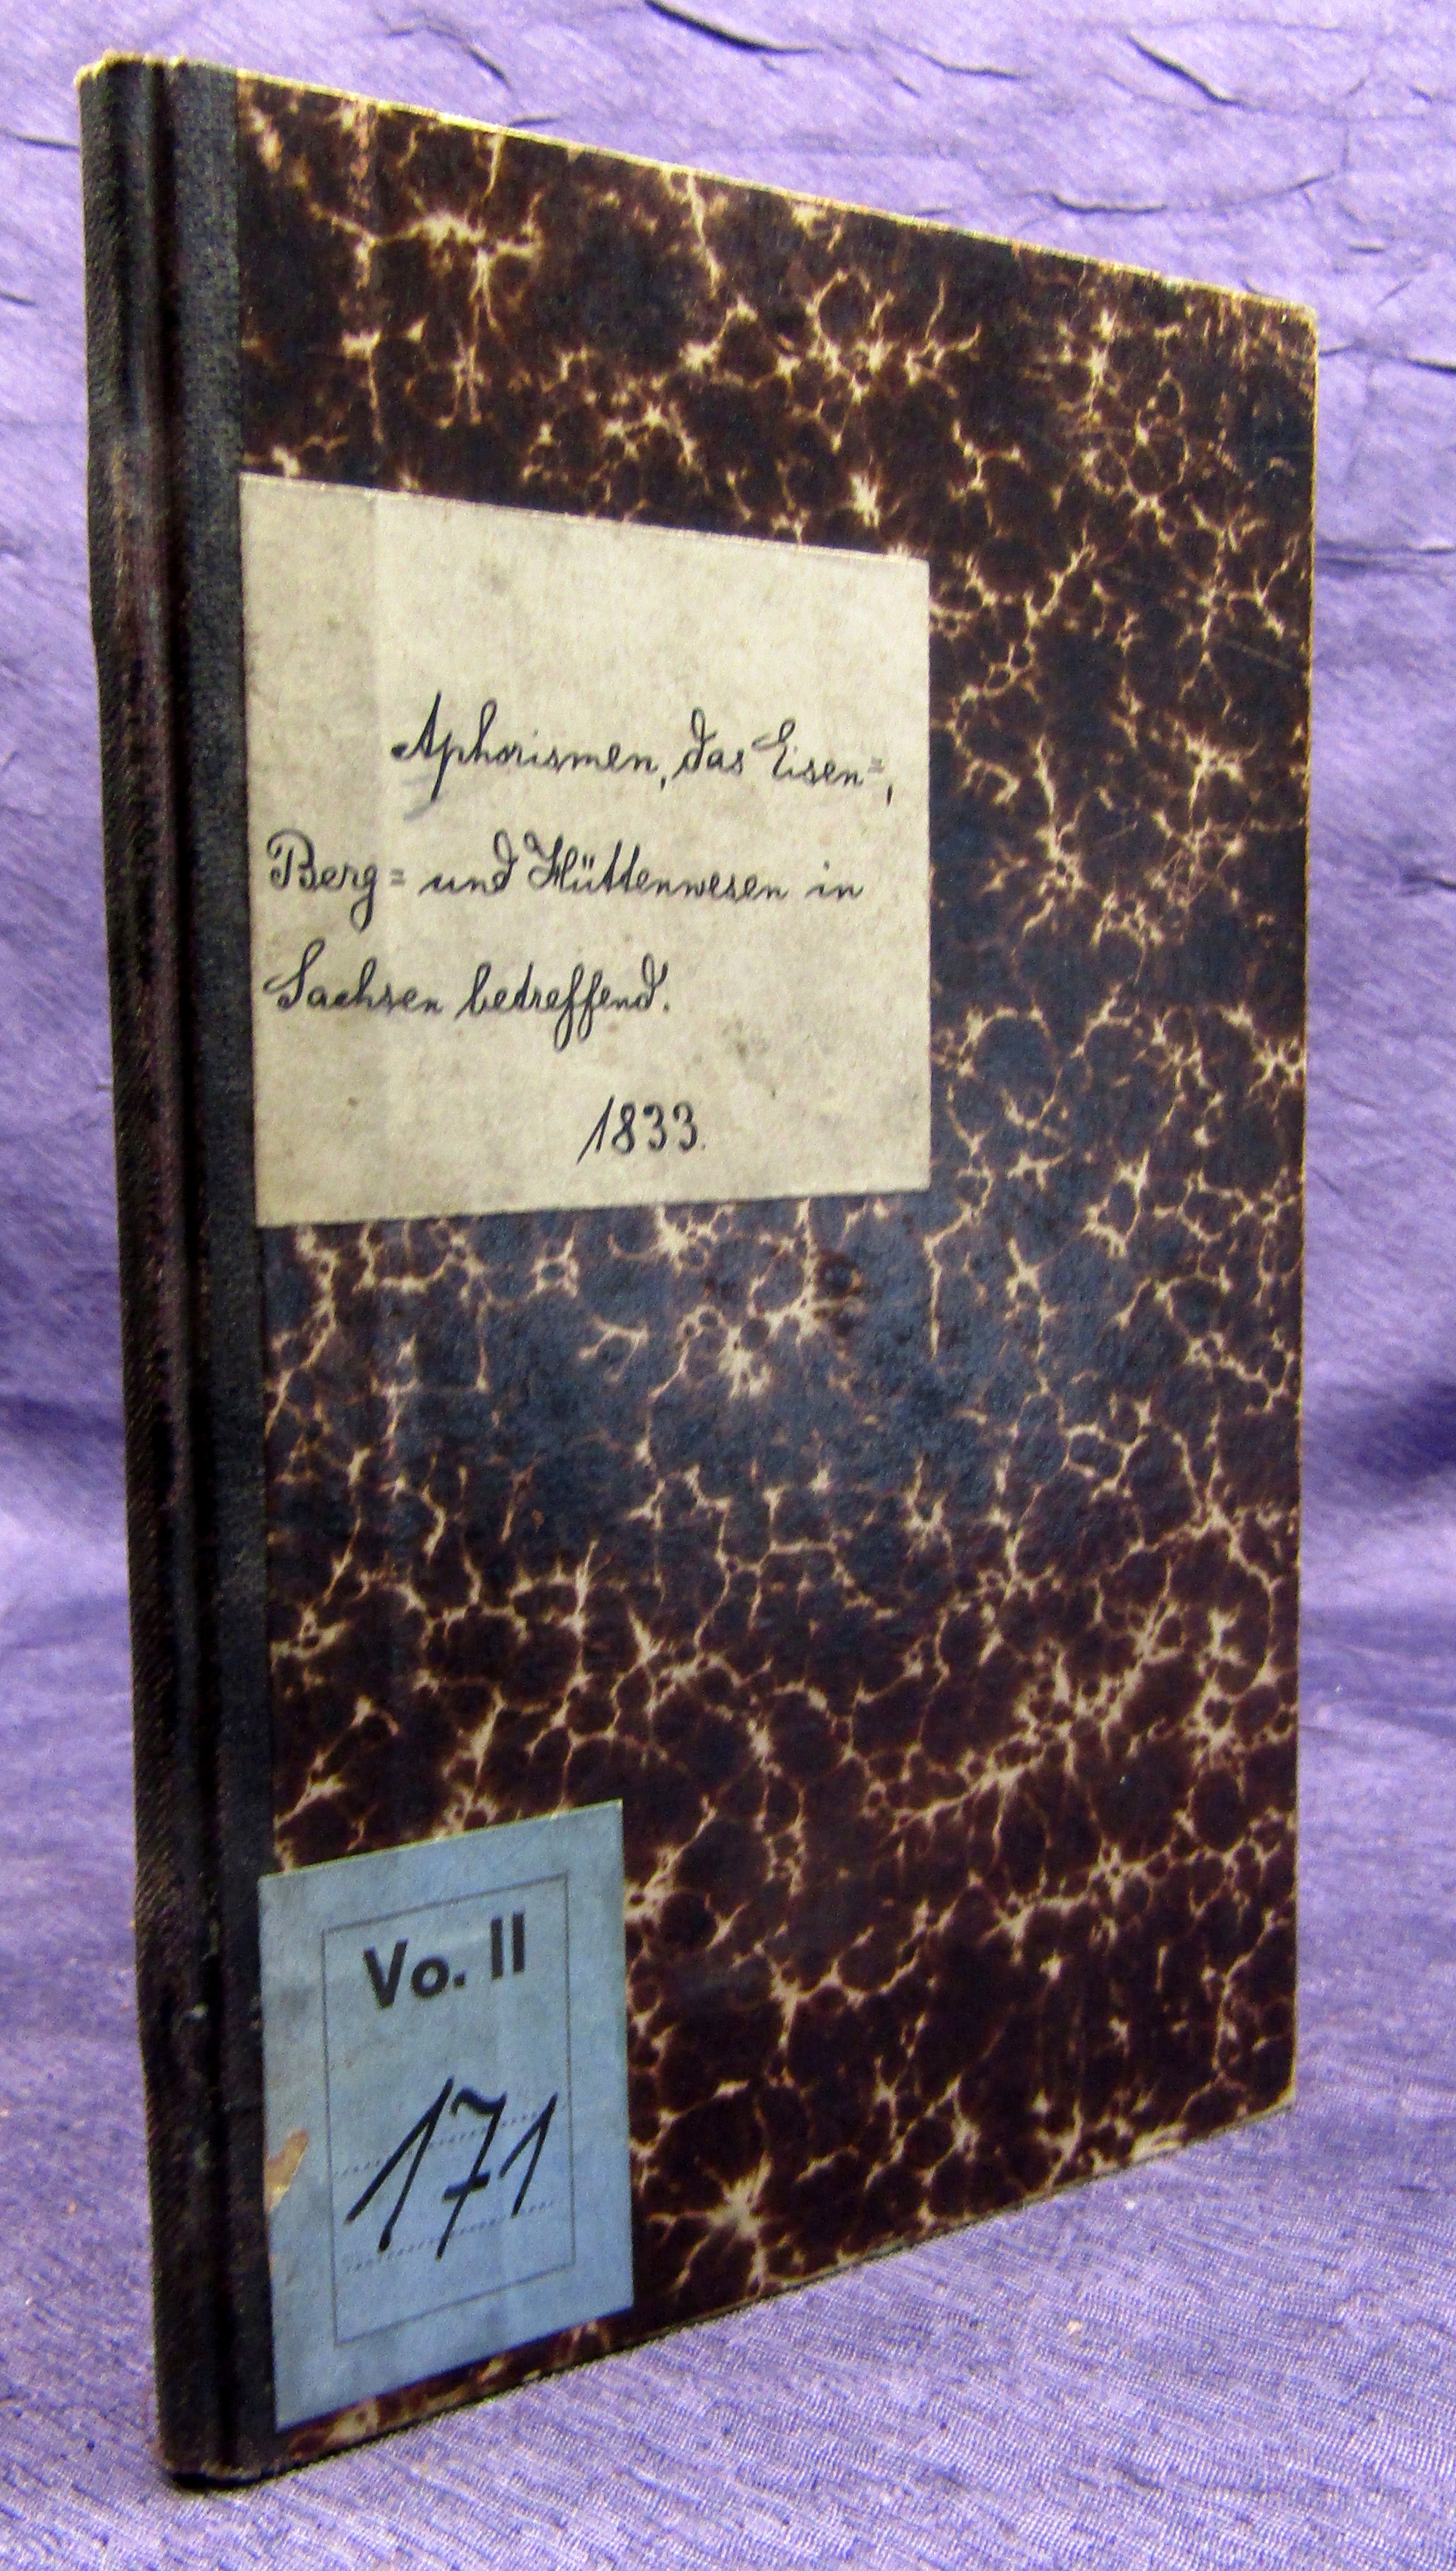 Aphorismen, das Eisen=,
Berg= und Hüttenwesen in
Sachsen betreffend.
1833.
Vo. II
171